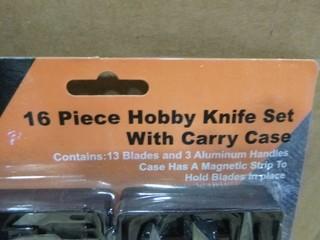 16 Piece Hobby Knife Set
With Carry Case
Contains:13 Blades and 3 Aluminum Handles
Case Has A Magnetic Strip To
Hold Blades in place